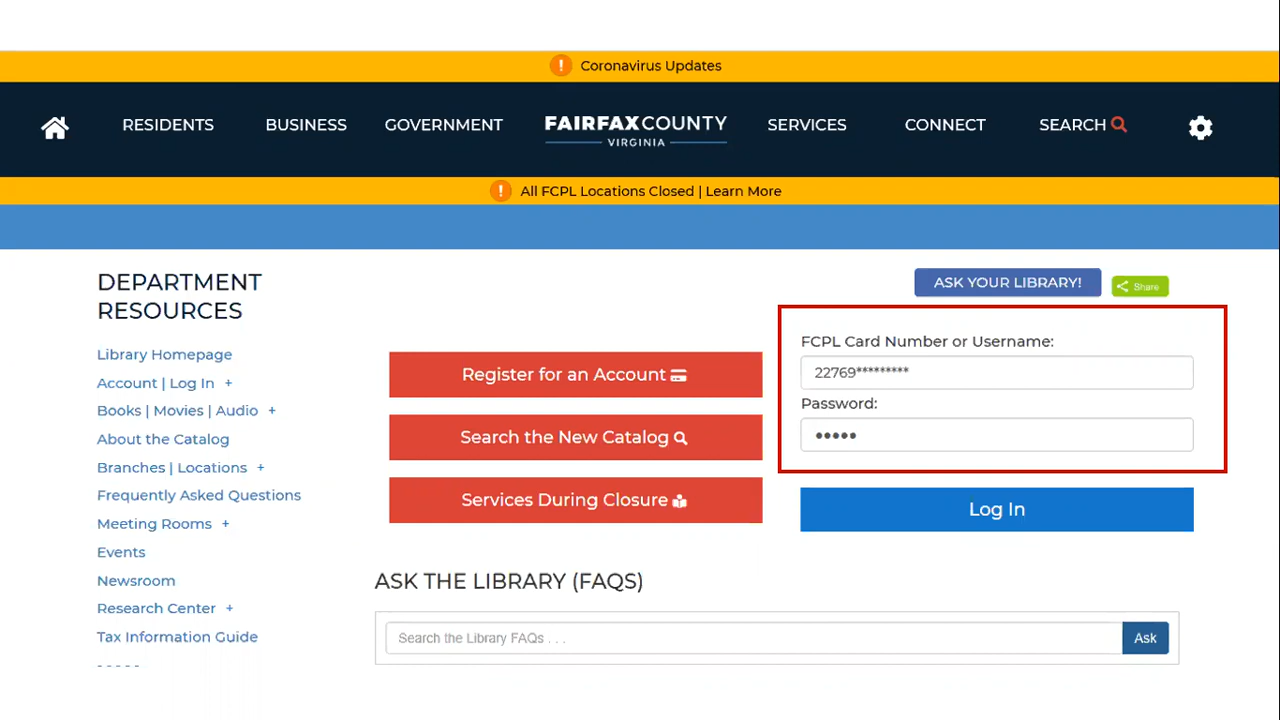 Coronavirus Updates
RESIDENTS
BUSINESS
GOVERNMENT
FAIRFAX COUNTY
VIRGINIA
SERVICES
CONNECT
SEARCH
All FCPL Locations Closed | Learn More
DEPARTMENT
RESOURCES
Library Homepage
Account | Log In +
Books | Movies | Audio +
About the Catalog
Branches | Locations +
Frequently Asked Questions
Meeting Rooms +
Events
Newsroom
Research Center +
Tax Information Guide
Register for an Account
Search the New Catalog
Services During Closure
ASK YOUR LIBRARY!
Share
FCPL Card Number or Username:
22769*********
Password:
•••••
Log In
ASK THE LIBRARY (FAQS)
Search the Library FAQs . . .
Ask